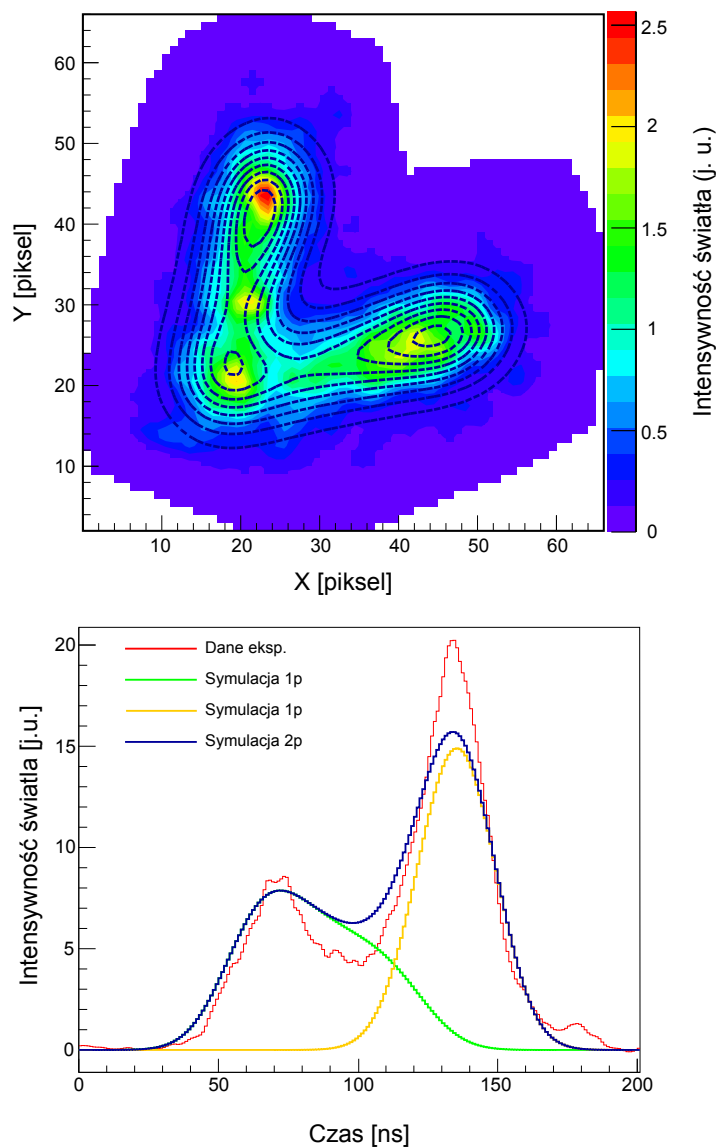 60
50
40
30
20
10
Y [piksel]
10 20 30 40 50 60
X [piksel]
2.5
2
1.5
1
0.5
0
Intensywność światła (j. u.)
20
15
10
5
0
Intensywność światła [j.u.]
Dane eksp.
Symulacja 1p
Symulacja 1p
Symulacja 2p
0 50 100 150 200
Czas [ns]